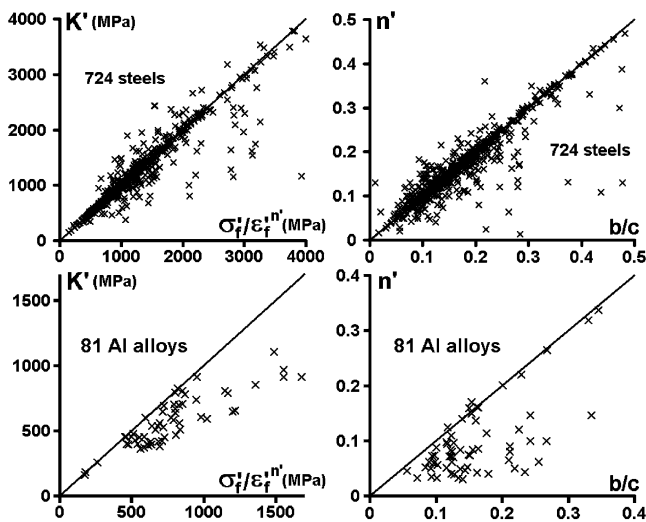 K' (MPa)
4000
3000
2000
1000
0
724 steels
σ'f/εf'n' (MPa)
0 1000 2000 3000 4000
n'
0.5
0.4
0.3
0.2
0.1
0
724 steels
b/c
0 0.1 0.2 0.3 0.4 0.5
K' (MPa)
1500
1000
500
0
81 Al alloys
σ'f/εf'n' (MPa)
0 500 1000 1500
n'
0.4
0.3
0.2
0.1
0
81 Al alloys
b/c
0 0.1 0.2 0.3 0.4